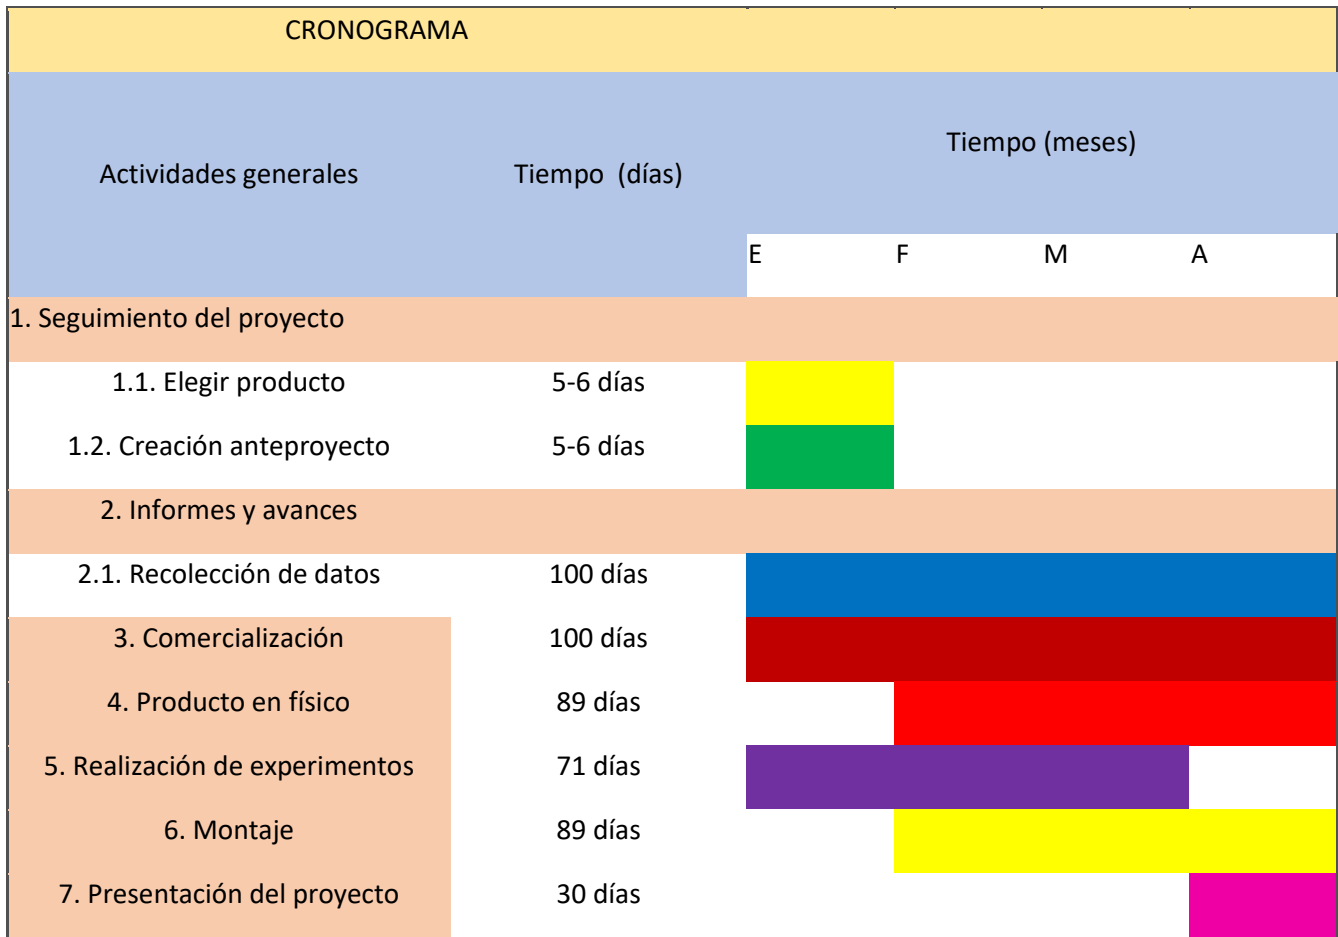 CRONOGRAMA
Actividades generales Tiempo (días) Tiempo (meses)
E F M A
1. Seguimiento del proyecto
1.1. Elegir producto 5-6 días
1.2. Creación anteproyecto 5-6 días
2. Informes y avances
2.1. Recolección de datos 100 días
3. Comercialización 100 días
4. Producto en físico 89 días
5. Realización de experimentos 71 días
6. Montaje 89 días
7. Presentación del proyecto 30 días